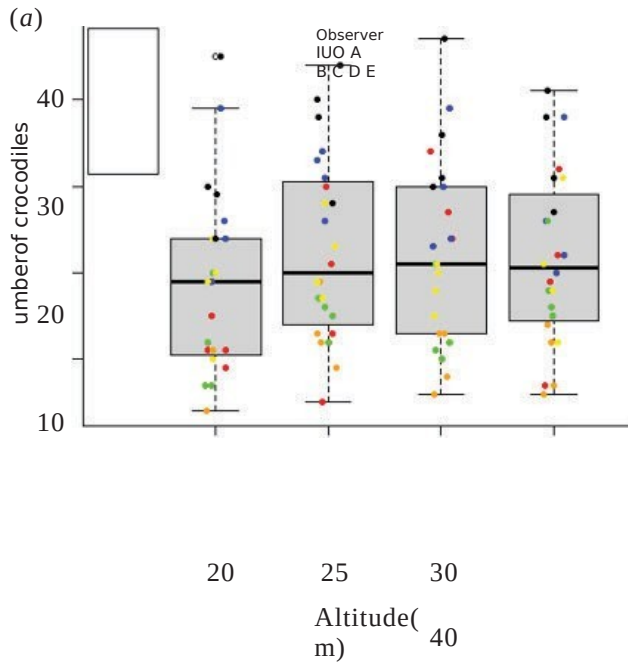 (a)
Observer
IUO A
B C D E
40
30
20
10
umberof crocodiles
20 25 30
Altitude(
m) 40